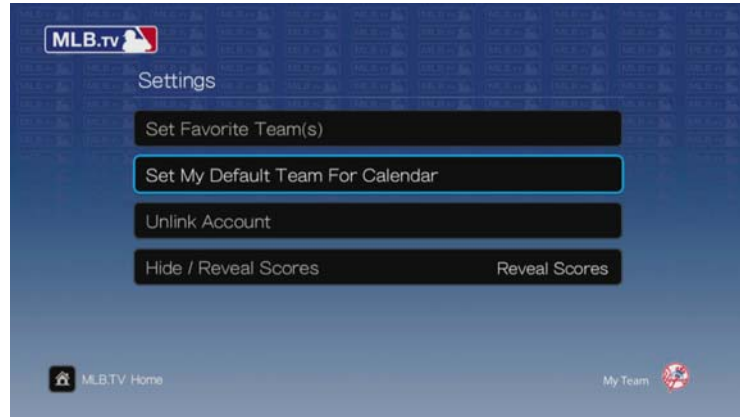 MLB.TV
Settings
Set Favorite Team(s)
Set My Default Team For Calendar
Unlink Account
Hide / Reveal Scores Reveal Scores
MLB.TV Home My Team